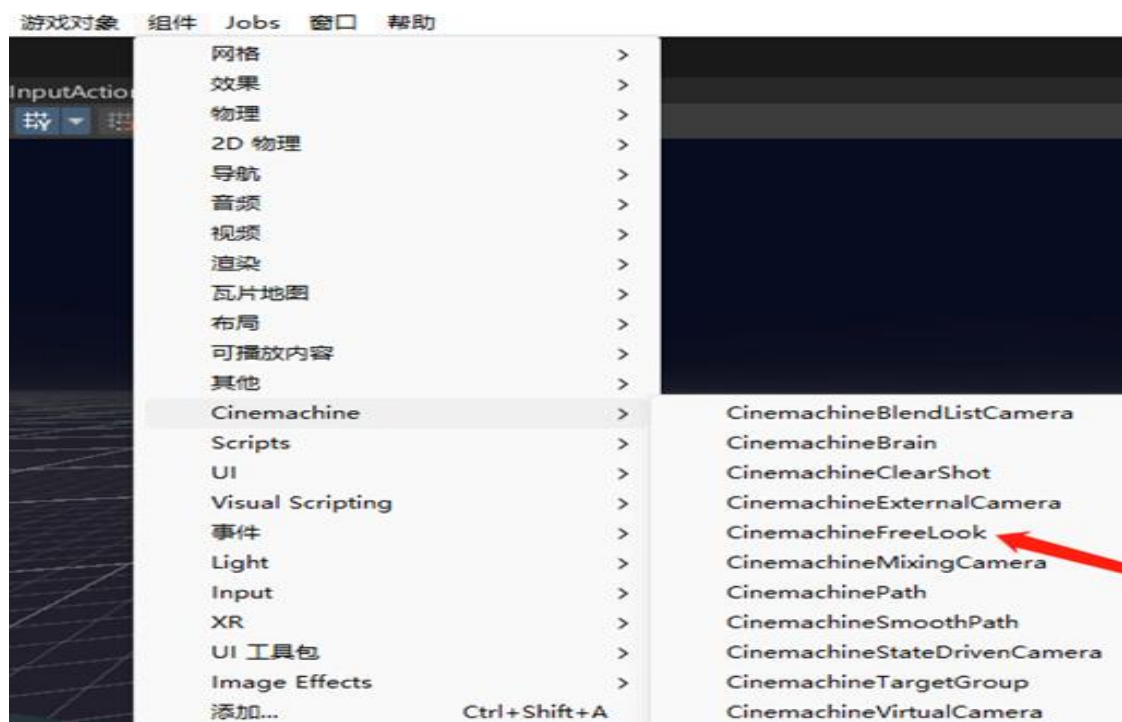 游戏对象 组件 Jobs 窗口 帮助
InputActio
网格 >
效果 >
物理 >
2D 物理 >
导航 >
音频 >
视频 >
渲染 >
瓦片地图 >
布局 >
可播放内容 >
其他 >
Cinemachine >
Scripts >
UI >
Visual Scripting >
事件 >
Light >
Input >
XR >
UI 工具包 >
Image Effects >
添加... Ctrl+Shift+A
CinemachineBlendListCamera
CinemachineBrain
CinemachineClearShot
CinemachineExternalCamera
CinemachineFreeLook
CinemachineMixingCamera
CinemachinePath
CinemachineSmoothPath
CinemachineStateDrivenCamera
CinemachineTargetGroup
CinemachineVirtualCamera